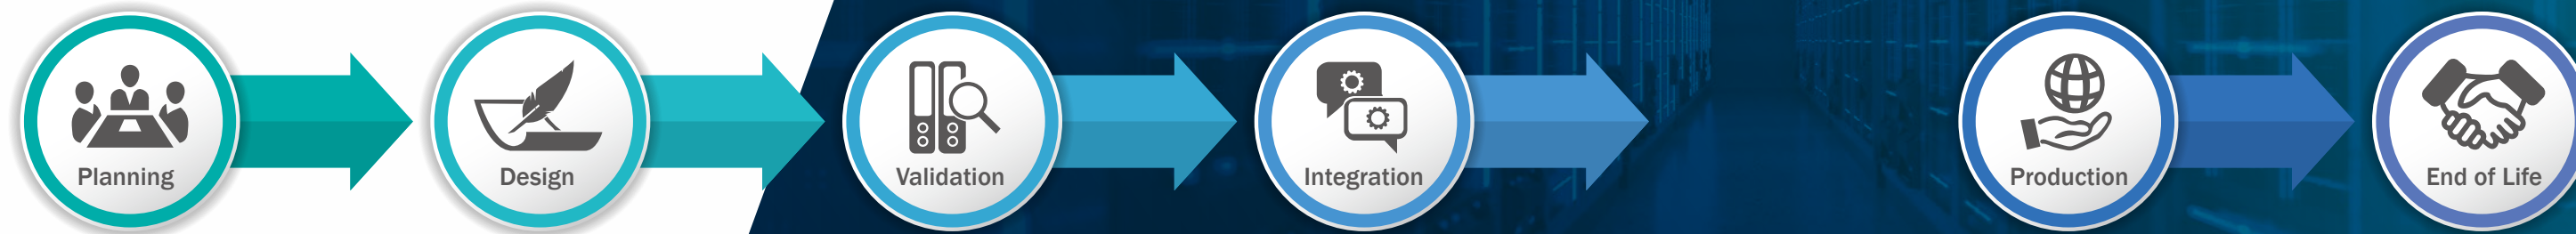 Planning
Design
Validation
Integration
Production
End of Life